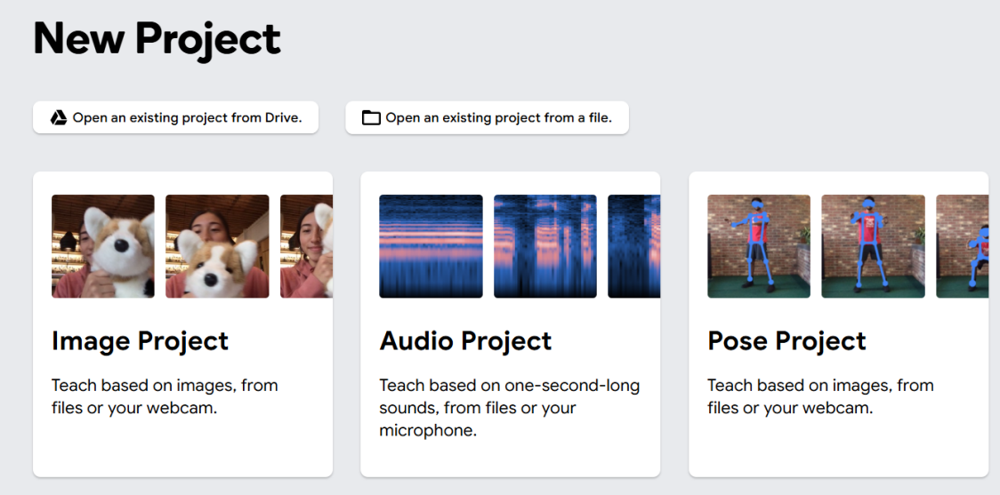 New Project
Open an existing project from Drive.
Open an existing project from a file.
Image Project
Teach based on images, from
files or your webcam.
Audio Project
Teach based on one-second-long
sounds, from files or your
microphone.
Pose Project
Teach based on images, from
files or your webcam.